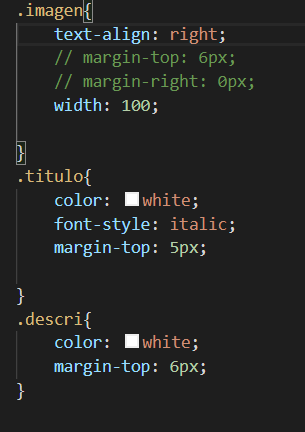 .imagen{
text-align: right;
// margin-top: 6px;
// margin-right: 0px;
width: 100;
}
.titulo{
color: white;
font-style: italic;
margin-top: 5px;
}
.descri{
color: white;
margin-top: 6px;
}